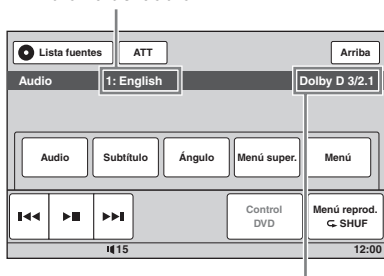 Lista fuentes ATT Arriba
Audio 1: English Dolby D 3/2.1
Audio Subtítulo Ángulo Menú super. Menú
Control DVD Menú reprod. SHUF
15 12:00